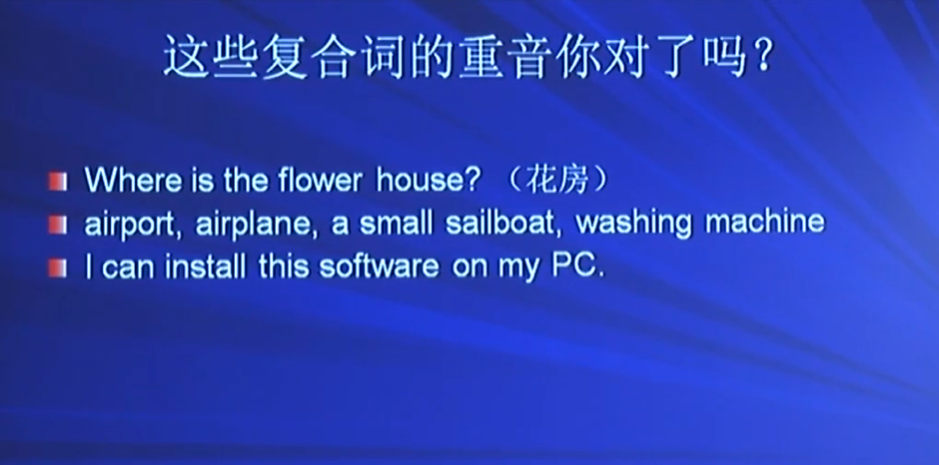 这些复合词的重音你对了吗？
Where is the flower house? （花房）
airport, airplane, a small sailboat, washing machine
I can install this software on my PC.